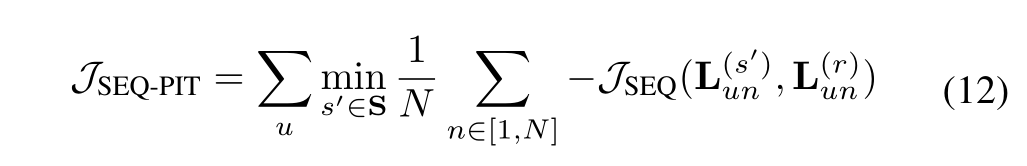 𝒥_SEQ-PIT = ∑_u min_{s′∈𝐒} 1/N ∑_{n∈[1,N]} −𝒥_SEQ(𝐋_{un}^{(s′)}, 𝐋_{un}^{(r)}) (12)